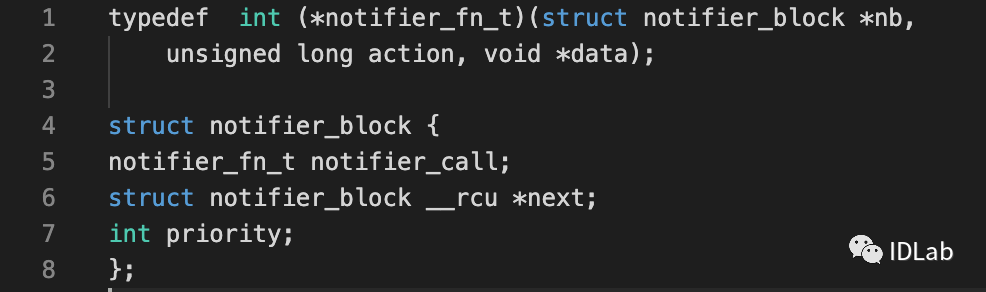 1 typedef  int (*notifier_fn_t)(struct notifier_block *nb,
2     unsigned long action, void *data);
3
4 struct notifier_block {
5 notifier_fn_t notifier_call;
6 struct notifier_block __rcu *next;
7 int priority;
8 };
IDLab